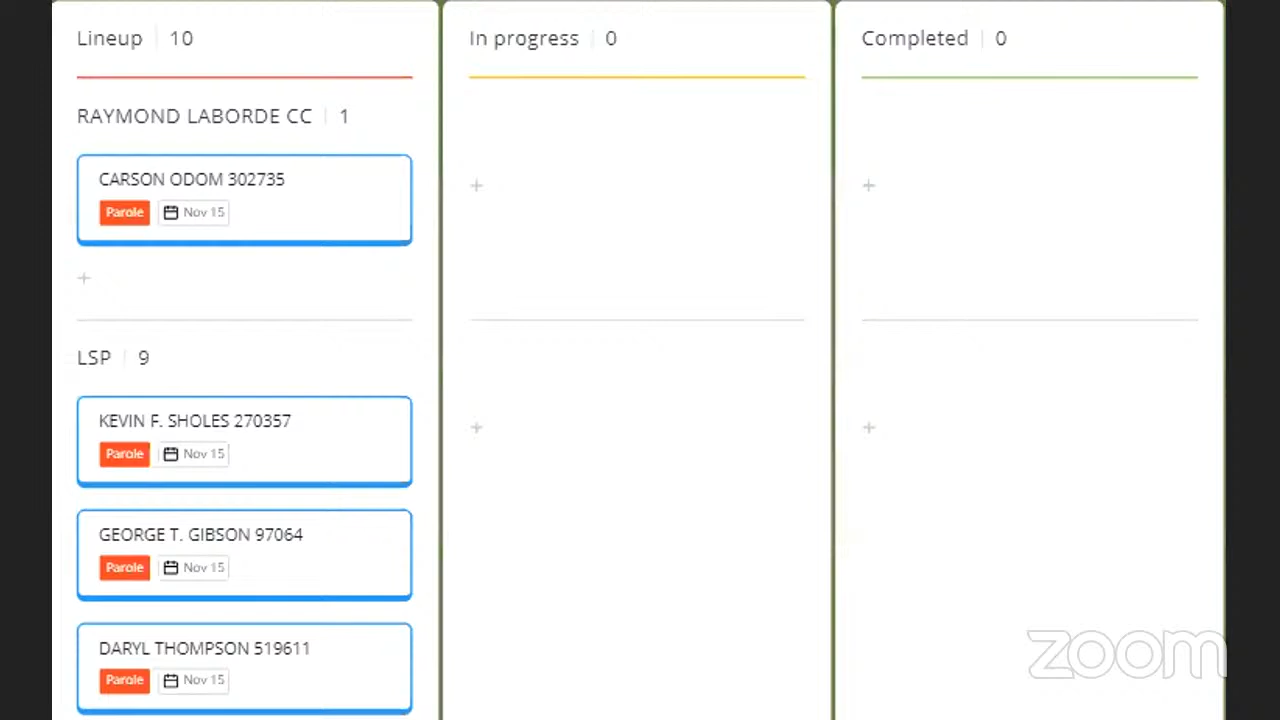 Lineup | 10
In progress | 0
Completed | 0
RAYMOND LABORDE CC | 1
CARSON ODOM 302735
Parole Nov 15
+
+
+
LSP | 9
KEVIN F. SHOLES 270357
Parole Nov 15
+
+
GEORGE T. GIBSON 97064
Parole Nov 15
DARYL THOMPSON 519611
Parole Nov 15
zoom